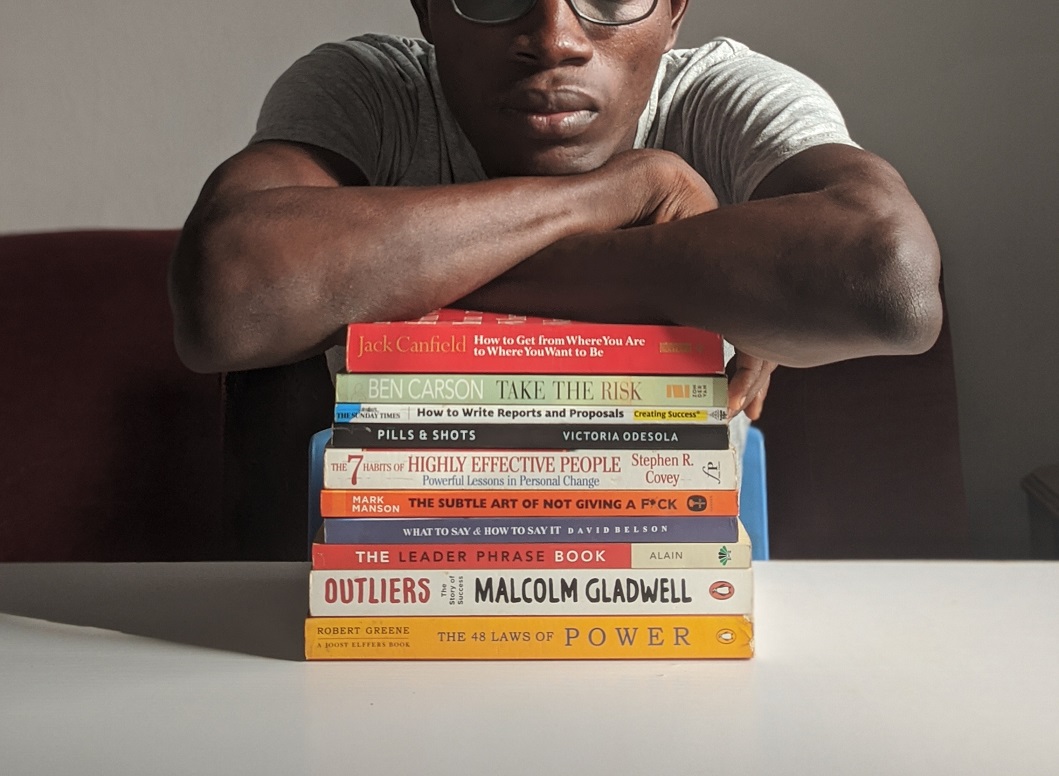 Jack Canfield How to Get from Where You Are
to Where You Want to Be
BEN CARSON TAKE THE RISK
THE SUNDAY TIMES How to Write Reports and Proposals Creating Success
PILLS & SHOTS VICTORIA ODESOLA
THE 7 HABITS OF HIGHLY EFFECTIVE PEOPLE Stephen R.
Covey
Powerful Lessons in Personal Change
MARK
MANSON THE SUBTLE ART OF NOT GIVING A F*CK
WHAT TO SAY & HOW TO SAY IT DAVID BELSON
THE LEADER PHRASE BOOK ALAIN
OUTLIERS The Story of Success MALCOLM GLADWELL
ROBERT GREENE THE 48 LAWS OF POWER
A JOOST ELFFERS BOOK